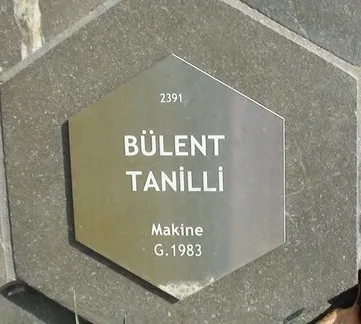 2391
BÜLENT
TANİLLİ
Makine
G.1983